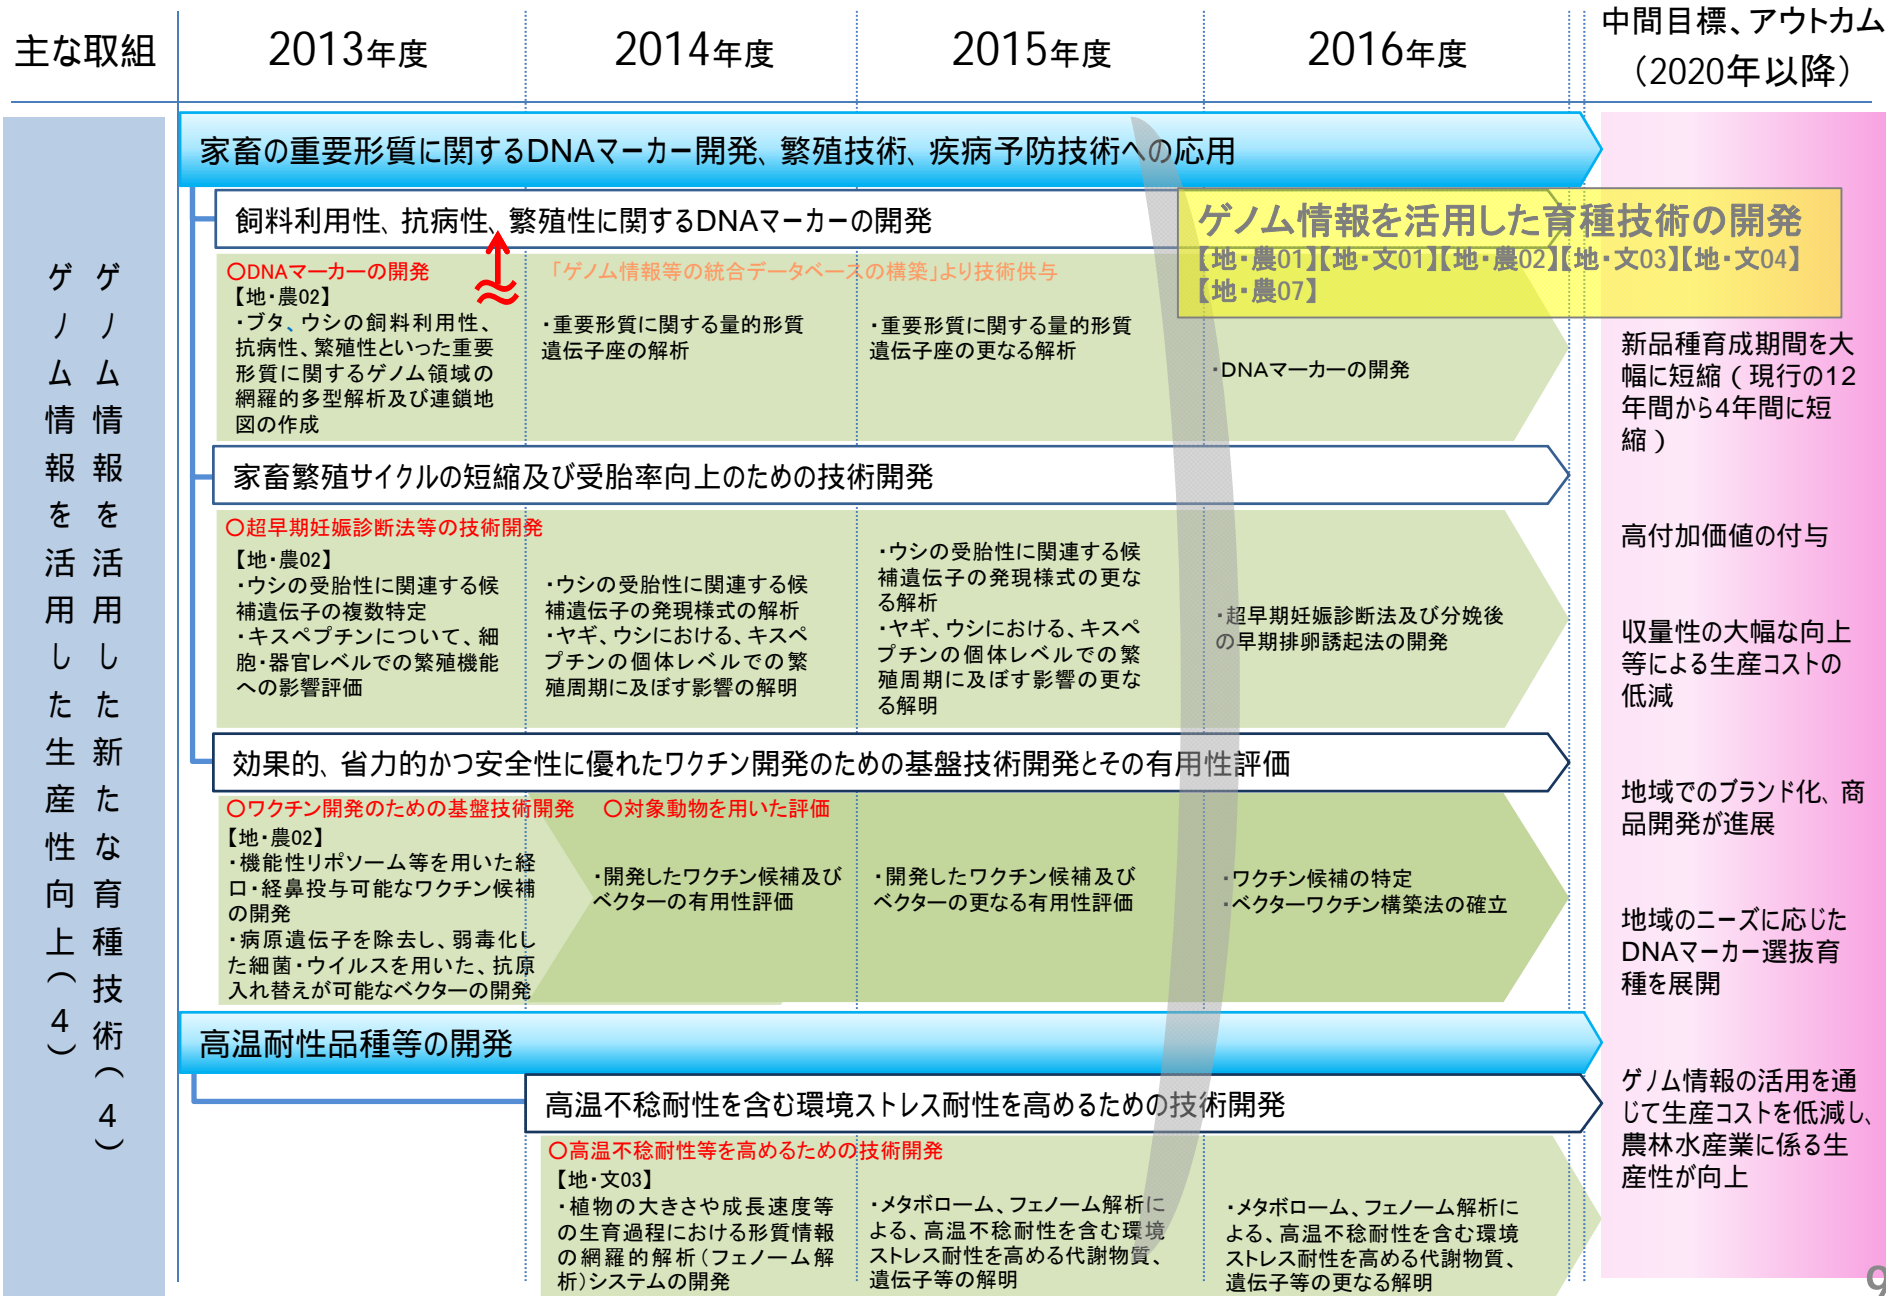 主な取組
2013年度
2014年度
2015年度
2016年度
中間目標、アウトカム
（2020年以降）
ゲノム情報を活用した新たな育種技術（4）
ゲノム情報を活用した生産性向上（4）
家畜の重要形質に関するDNAマーカー開発、繁殖技術、疾病予防技術への応用
飼料利用性、抗病性、繁殖性に関するDNAマーカーの開発
ゲノム情報を活用した育種技術の開発
【地・農01】【地・文01】【地・農02】【地・文03】【地・文04】
【地・農07】
〇DNAマーカーの開発
「ゲノム情報等の統合データベースの構築」より技術供与
【地・農02】
・ブタ、ウシの飼料利用性、
抗病性、繁殖性といった重要
形質に関するゲノム領域の
網羅的多型解析及び連鎖地
図の作成
・重要形質に関する量的形質
遺伝子座の解析
・重要形質に関する量的形質
遺伝子座の更なる解析
・DNAマーカーの開発
家畜繁殖サイクルの短縮及び受胎率向上のための技術開発
〇超早期妊娠診断法等の技術開発
【地・農02】
・ウシの受胎性に関連する候
補遺伝子の複数特定
・キスペプチンについて、細
胞・器官レベルでの繁殖機能
への影響評価
・ウシの受胎性に関連する候
補遺伝子の発現様式の解析
・ヤギ、ウシにおける、キスペ
プチンの個体レベルでの繁
殖周期に及ぼす影響の解明
・ウシの受胎性に関連する候
補遺伝子の発現様式の更な
る解析
・ヤギ、ウシにおける、キスペ
プチンの個体レベルでの繁
殖周期に及ぼす影響の更な
る解明
・超早期妊娠診断法及び分娩後
の早期排卵誘起法の開発
効果的、省力的かつ安全性に優れたワクチン開発のための基盤技術開発とその有用性評価
〇ワクチン開発のための基盤技術開発
〇対象動物を用いた評価
【地・農02】
・機能性リポソーム等を用いた経
口・経鼻投与可能なワクチン候補
の開発
・病原遺伝子を除去し、弱毒化し
た細菌・ウイルスを用いた、抗原
入れ替えが可能なベクターの開発
・開発したワクチン候補及び
ベクターの有用性評価
・開発したワクチン候補及び
ベクターの更なる有用性評価
・ワクチン候補の特定
・ベクターワクチン構築法の確立
高温耐性品種等の開発
高温不稔耐性を含む環境ストレス耐性を高めるための技術開発
〇高温不稔耐性等を高めるための技術開発
【地・文03】
・植物の大きさや成長速度等
の生育過程における形質情報
の網羅的解析（フェノーム解
析）システムの開発
・メタボローム、フェノーム解析に
よる、高温不稔耐性を含む環境
ストレス耐性を高める代謝物質、
遺伝子等の解明
・メタボローム、フェノーム解析に
よる、高温不稔耐性を含む環境
ストレス耐性を高める代謝物質、
遺伝子等の更なる解明
新品種育成期間を大
幅に短縮（現行の12
年間から4年間に短
縮）
高付加価値の付与
収量性の大幅な向上
等による生産コストの
低減
地域でのブランド化、商
品開発が進展
地域のニーズに応じた
DNAマーカー選抜育
種を展開
ゲノム情報の活用を通
じて生産コストを低減し、
農林水産業に係る生
産性が向上
9